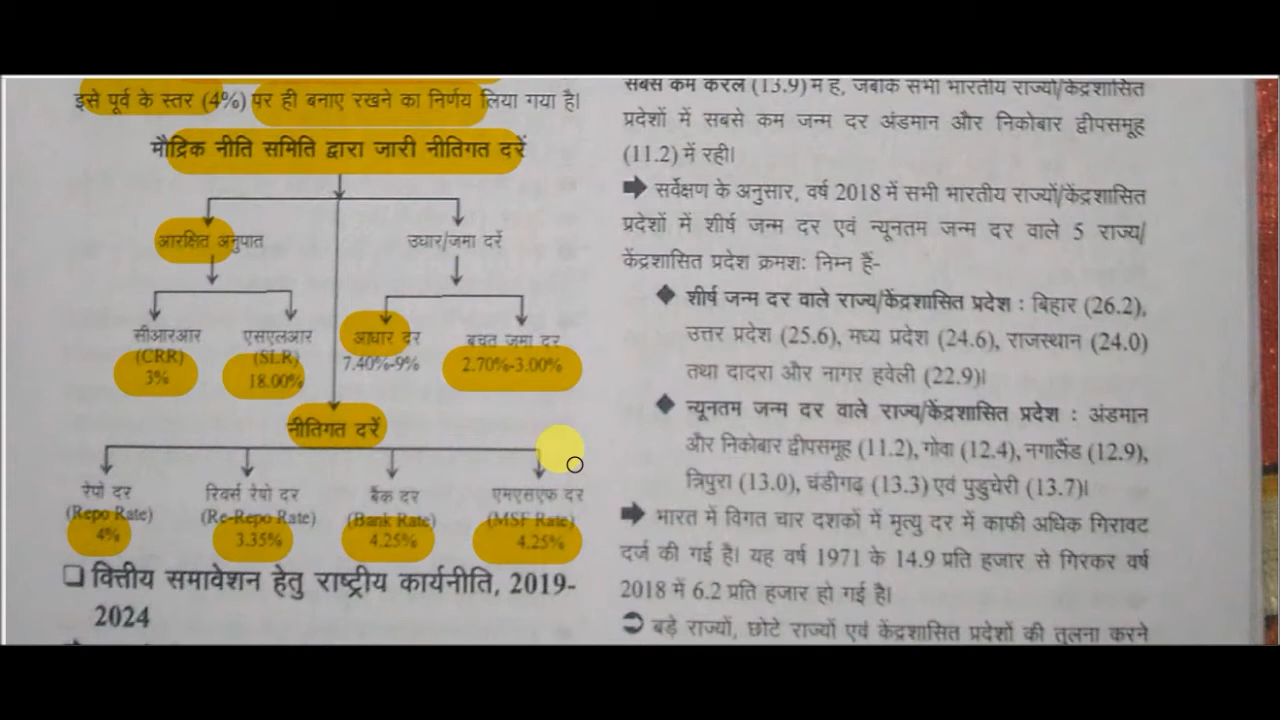 इसे पूर्व के स्तर (4%) पर ही बनाए रखने का निर्णय लिया गया है।
मौद्रिक नीति समिति द्वारा जारी नीतिगत दरें
आरक्षित अनुपात
उधार/जमा दरें
सीआरआर
(CRR)
3%
एसएलआर
(SLR)
18.00%
आधार दर
7.40%-9%
बचत जमा दर
2.70%-3.00%
नीतिगत दरें
रेपो दर
(Repo Rate)
4%
रिवर्स रेपो दर
(Re-Repo Rate)
3.35%
बैंक दर
(Bank Rate)
4.25%
एमएसएफ दर
(MSF Rate)
4.25%
❑ वित्तीय समावेशन हेतु राष्ट्रीय कार्यनीति, 2019-
2024
सबसे कम केरल (13.9) में है, जबकि सभी भारतीय राज्यों/केंद्रशासित
प्रदेशों में सबसे कम जन्म दर अंडमान और निकोबार द्वीपसमूह
(11.2) में रही।
➡ सर्वेक्षण के अनुसार, वर्ष 2018 में सभी भारतीय राज्यों/केंद्रशासित
प्रदेशों में शीर्ष जन्म दर एवं न्यूनतम जन्म दर वाले 5 राज्य/
केंद्रशासित प्रदेश क्रमशः निम्न हैं-
◆ शीर्ष जन्म दर वाले राज्य/केंद्रशासित प्रदेश : बिहार (26.2),
उत्तर प्रदेश (25.6), मध्य प्रदेश (24.6), राजस्थान (24.0)
तथा दादरा और नागर हवेली (22.9)।
◆ न्यूनतम जन्म दर वाले राज्य/केंद्रशासित प्रदेश : अंडमान
और निकोबार द्वीपसमूह (11.2), गोवा (12.4), नगालैंड (12.9),
त्रिपुरा (13.0), चंडीगढ़ (13.3) एवं पुडुचेरी (13.7)।
➡ भारत में विगत चार दशकों में मृत्यु दर में काफी अधिक गिरावट
दर्ज की गई है। यह वर्ष 1971 के 14.9 प्रति हजार से गिरकर वर्ष
2018 में 6.2 प्रति हजार हो गई है।
⮊ बड़े राज्यों, छोटे राज्यों एवं केंद्रशासित प्रदेशों की तुलना करने